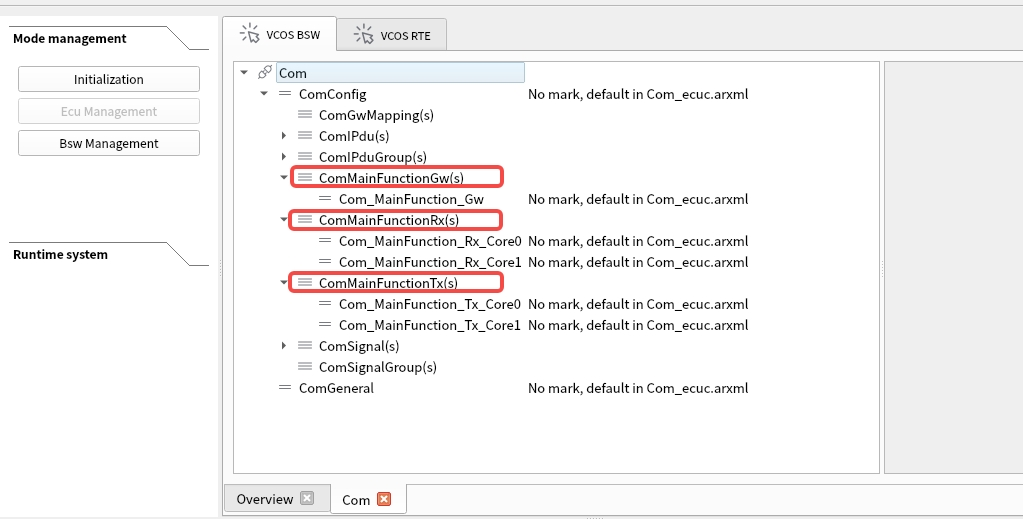 Mode management
Initialization
Ecu Management
Bsw Management
Runtime system
VCOS BSW
VCOS RTE
Com
ComConfig No mark, default in Com_ecuc.arxml
ComGwMapping(s)
ComIPdu(s)
ComIPduGroup(s)
ComMainFunctionGw(s)
Com_MainFunction_Gw No mark, default in Com_ecuc.arxml
ComMainFunctionRx(s)
Com_MainFunction_Rx_Core0 No mark, default in Com_ecuc.arxml
Com_MainFunction_Rx_Core1 No mark, default in Com_ecuc.arxml
ComMainFunctionTx(s)
Com_MainFunction_Tx_Core0 No mark, default in Com_ecuc.arxml
Com_MainFunction_Tx_Core1 No mark, default in Com_ecuc.arxml
ComSignal(s)
ComSignalGroup(s)
ComGeneral No mark, default in Com_ecuc.arxml
Overview
Com